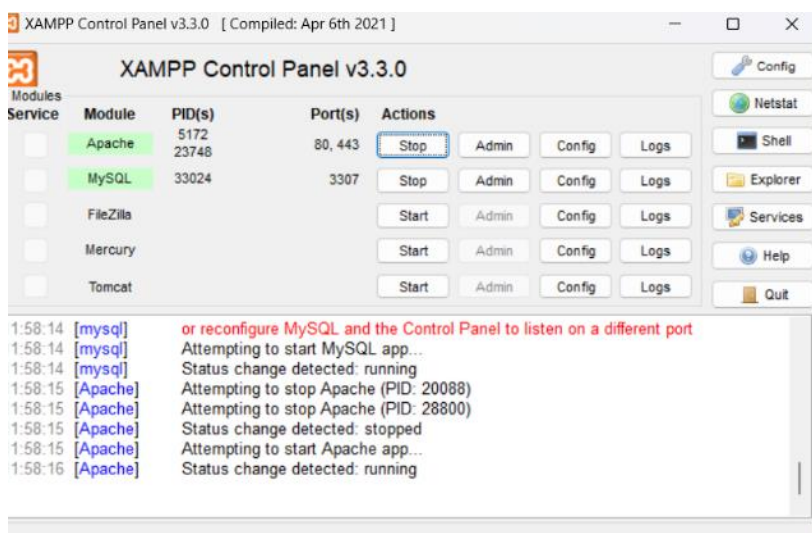 XAMPP Control Panel v3.3.0 [ Compiled: Apr 6th 2021 ]
XAMPP Control Panel v3.3.0
Config
Modules
Service Module PID(s) Port(s) Actions
Netstat
Apache 5172 23748 80, 443 Stop Admin Config Logs
Shell
MySQL 33024 3307 Stop Admin Config Logs
Explorer
FileZilla Start Admin Config Logs
Services
Mercury Start Admin Config Logs
Help
Tomcat Start Admin Config Logs
Quit
1:58:14 [mysql] or reconfigure MySQL and the Control Panel to listen on a different port
1:58:14 [mysql] Attempting to start MySQL app...
1:58:14 [mysql] Status change detected: running
1:58:15 [Apache] Attempting to stop Apache (PID: 20088)
1:58:15 [Apache] Attempting to stop Apache (PID: 28800)
1:58:15 [Apache] Status change detected: stopped
1:58:15 [Apache] Attempting to start Apache app...
1:58:16 [Apache] Status change detected: running